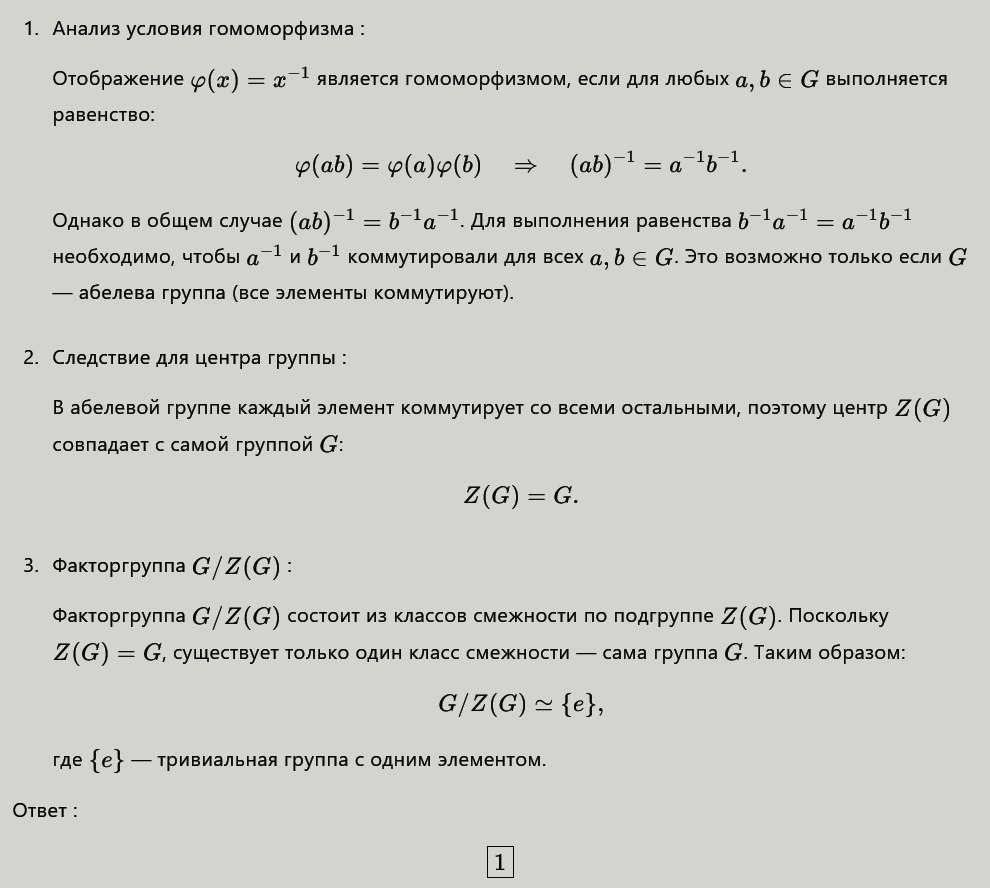 1. Анализ условия гомоморфизма :
Отображение φ(x) = x⁻¹ является гомоморфизмом, если для любых a, b ∈ G выполняется
равенство:
φ(ab) = φ(a)φ(b) ⇒ (ab)⁻¹ = a⁻¹b⁻¹.
Однако в общем случае (ab)⁻¹ = b⁻¹a⁻¹. Для выполнения равенства b⁻¹a⁻¹ = a⁻¹b⁻¹
необходимо, чтобы a⁻¹ и b⁻¹ коммутировали для всех a, b ∈ G. Это возможно только если G
— абелева группа (все элементы коммутируют).
2. Следствие для центра группы :
В абелевой группе каждый элемент коммутирует со всеми остальными, поэтому центр Z(G)
совпадает с самой группой G:
Z(G) = G.
3. Факторгруппа G/Z(G) :
Факторгруппа G/Z(G) состоит из классов смежности по подгруппе Z(G). Поскольку
Z(G) = G, существует только один класс смежности — сама группа G. Таким образом:
G/Z(G) ≃ {e},
где {e} — тривиальная группа с одним элементом.
Ответ :
1